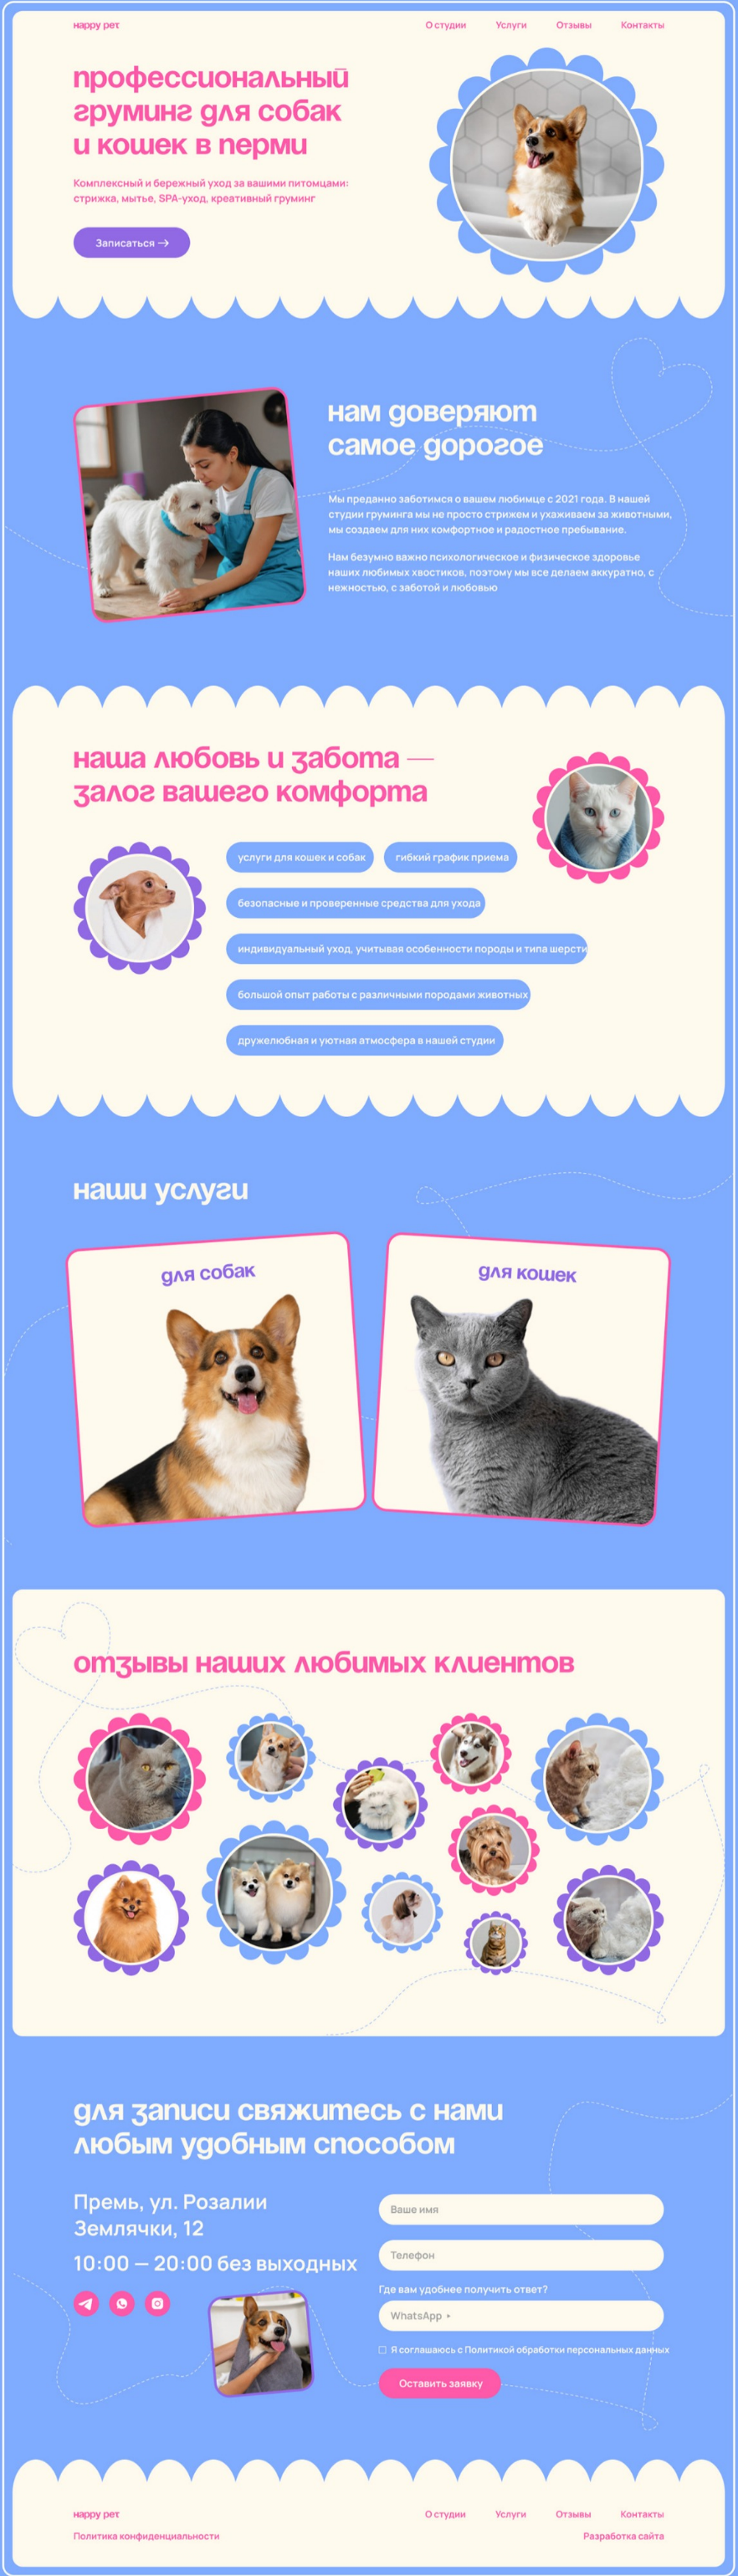 нappy рет
О студии Услуги Отзывы Контакты
профессиональный
груминг для собак
и кошек в перми
Комплексный и бережный уход за вашими питомцами:
стрижка, мытье, SPA-уход, креативный груминг
Записаться →
нам доверяют
самое дорогое
Мы преданно заботимся о вашем любимце с 2021 года. В нашей
студии груминга мы не просто стрижем и ухаживаем за животными,
мы создаем для них комфортное и радостное пребывание.
Нам безумно важно психологическое и физическое здоровье
наших любимых хвостиков, поэтому мы все делаем аккуратно, с
нежностью, с заботой и любовью
наша любовь и забота —
залог вашего комфорта
услуги для кошек и собак
гибкий график приема
безопасные и проверенные средства для ухода
индивидуальный уход, учитывая особенности породы и типа шерсти
большой опыт работы с различными породами животных
дружелюбная и уютная атмосфера в нашей студии
наши услуги
для собак
для кошек
отзывы наших любимых клиентов
для записи свяжитесь с нами
любым удобным способом
Премь, ул. Розалии
Землячки, 12
10:00 — 20:00 без выходных
Ваше имя
Телефон
Где вам удобнее получить ответ?
WhatsApp
Я соглашаюсь с Политикой обработки персональных данных
Оставить заявку
нappy рет
О студии Услуги Отзывы Контакты
Политика конфиденциальности
Разработка сайта